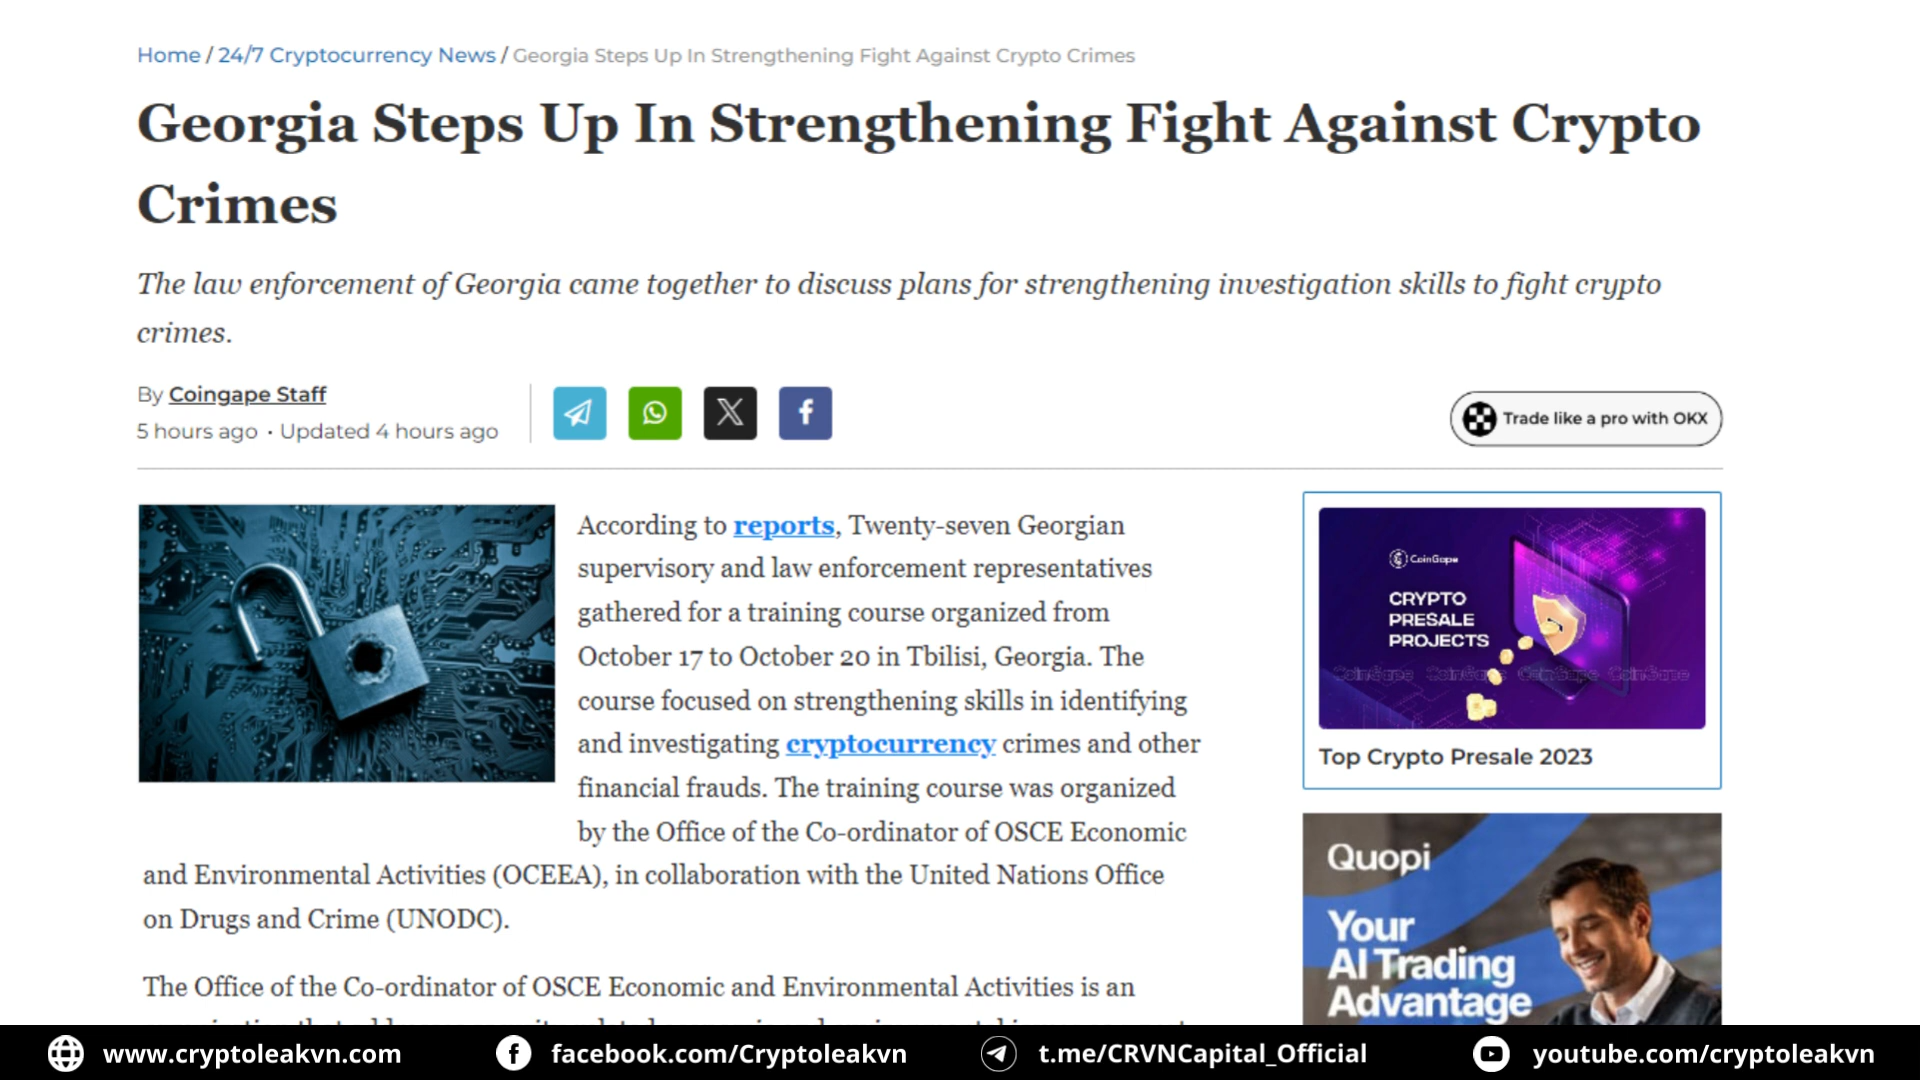 Home / 24/7 Cryptocurrency News / Georgia Steps Up In Strengthening Fight Against Crypto Crimes
Georgia Steps Up In Strengthening Fight Against Crypto
Crimes
The law enforcement of Georgia came together to discuss plans for strengthening investigation skills to fight crypto
crimes.
By Coingape Staff
5 hours ago · Updated 4 hours ago
Trade like a pro with OKX
According to reports, Twenty-seven Georgian
supervisory and law enforcement representatives
gathered for a training course organized from
October 17 to October 20 in Tbilisi, Georgia. The
course focused on strengthening skills in identifying
and investigating cryptocurrency crimes and other
financial frauds. The training course was organized
by the Office of the Co-ordinator of OSCE Economic
and Environmental Activities (OCEEA), in collaboration with the United Nations Office
on Drugs and Crime (UNODC).
The Office of the Co-ordinator of OSCE Economic and Environmental Activities is an
CoinGape
CRYPTO
PRESALE
PROJECTS
CoinGape CoinGape CoinGape CoinGape
Top Crypto Presale 2023
Quopi
Your
AI Trading
Advantage
www.cryptoleakvn.com
facebook.com/Cryptoleakvn
t.me/CRVNCapital_Official
youtube.com/cryptoleakvn